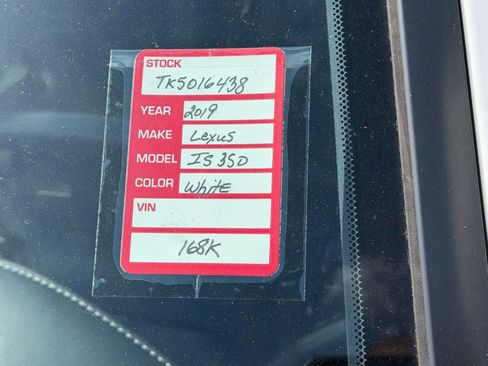 STOCK
TK5016438
YEAR 2019
MAKE Lexus
MODEL IS 350
COLOR White
VIN
168K